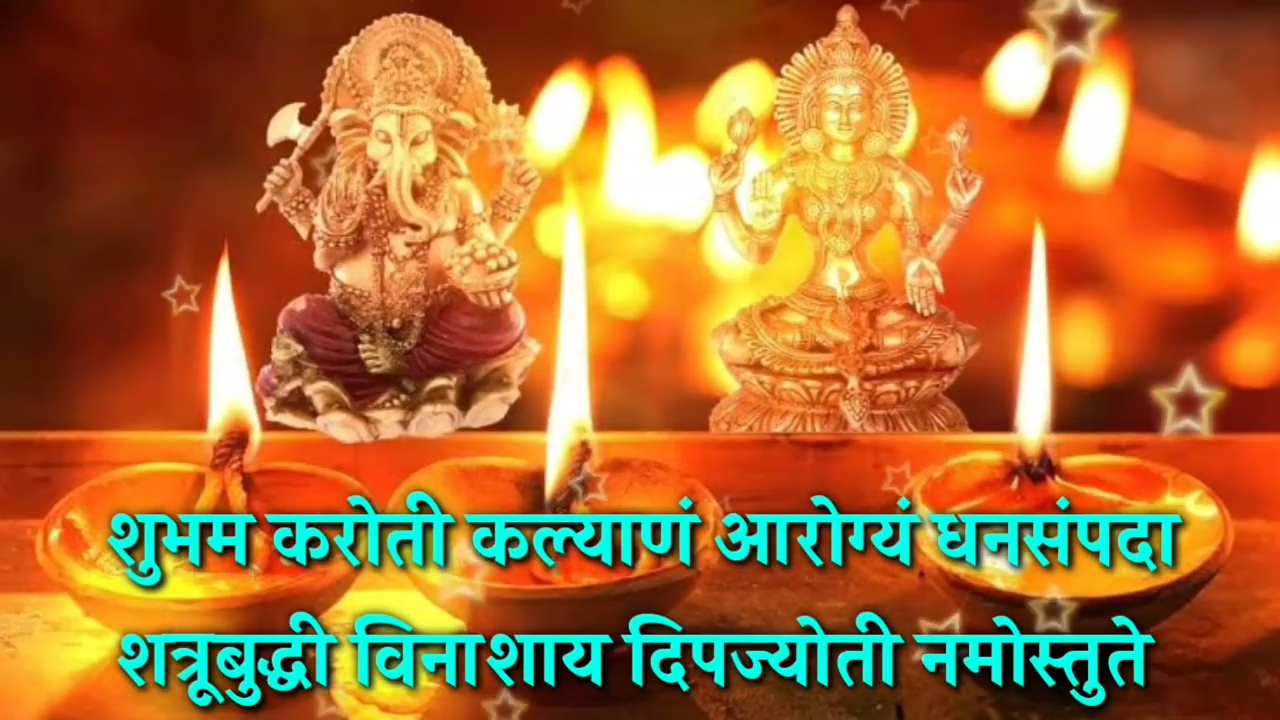 शुभम करोती कल्याणं आरोग्यं धनसंपदा
शत्रूबुद्धी विनाशाय दिपज्योती नमोस्तुते